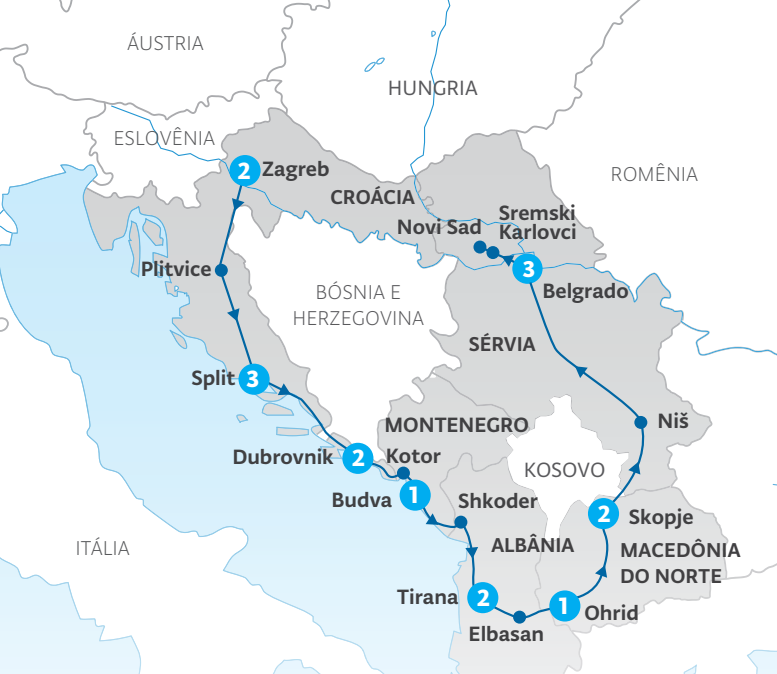 ÁUSTRIA
HUNGRIA
ESLOVÊNIA
2 Zagreb
ROMÊNIA
CROÁCIA
Sremski
Novi Sad
Karlovci
Plitvice
3
Belgrado
BÓSNIA E
HERZEGOVINA
SÉRVIA
Split 3
MONTENEGRO
Niš
Dubrovnik 2
Kotor
KOSOVO
Budva 1
Shkoder
2 Skopje
ITÁLIA
ALBÂNIA
MACEDÔNIA
DO NORTE
Tirana 2
1 Ohrid
Elbasan